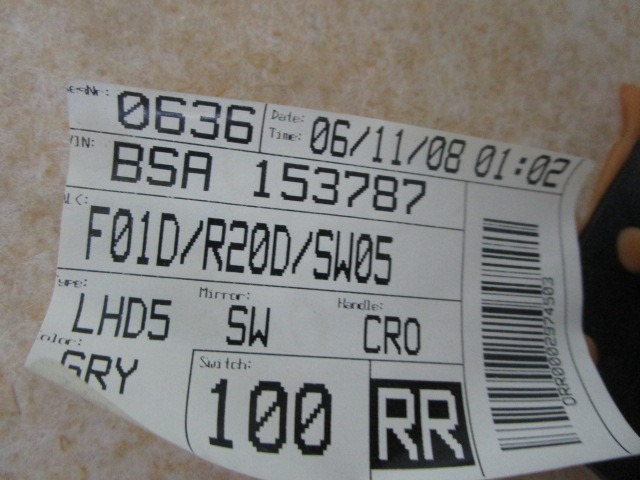 0636 Date: Time: 06/11/08 01:02
BSA 153787
F01D/R20D/SW05
Mirror: Handle:
LHD5 SW CRO
Switch:
GRY 100 RR
DRR0002974503